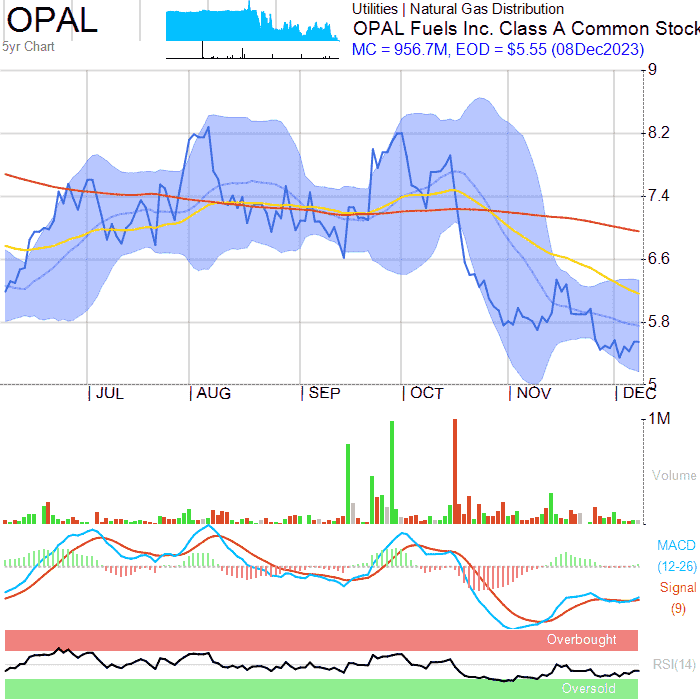 OPAL
5yr Chart
Utilities | Natural Gas Distribution
OPAL Fuels Inc. Class A Common Stock
MC = 956.7M, EOD = $5.55 (08Dec2023)
9
8.2
7.4
6.6
5.8
5
JUL
AUG
SEP
OCT
NOV
DEC
1M
Volume
MACD
(12-26)
Signal
(9)
Overbought
RSI(14)
Oversold